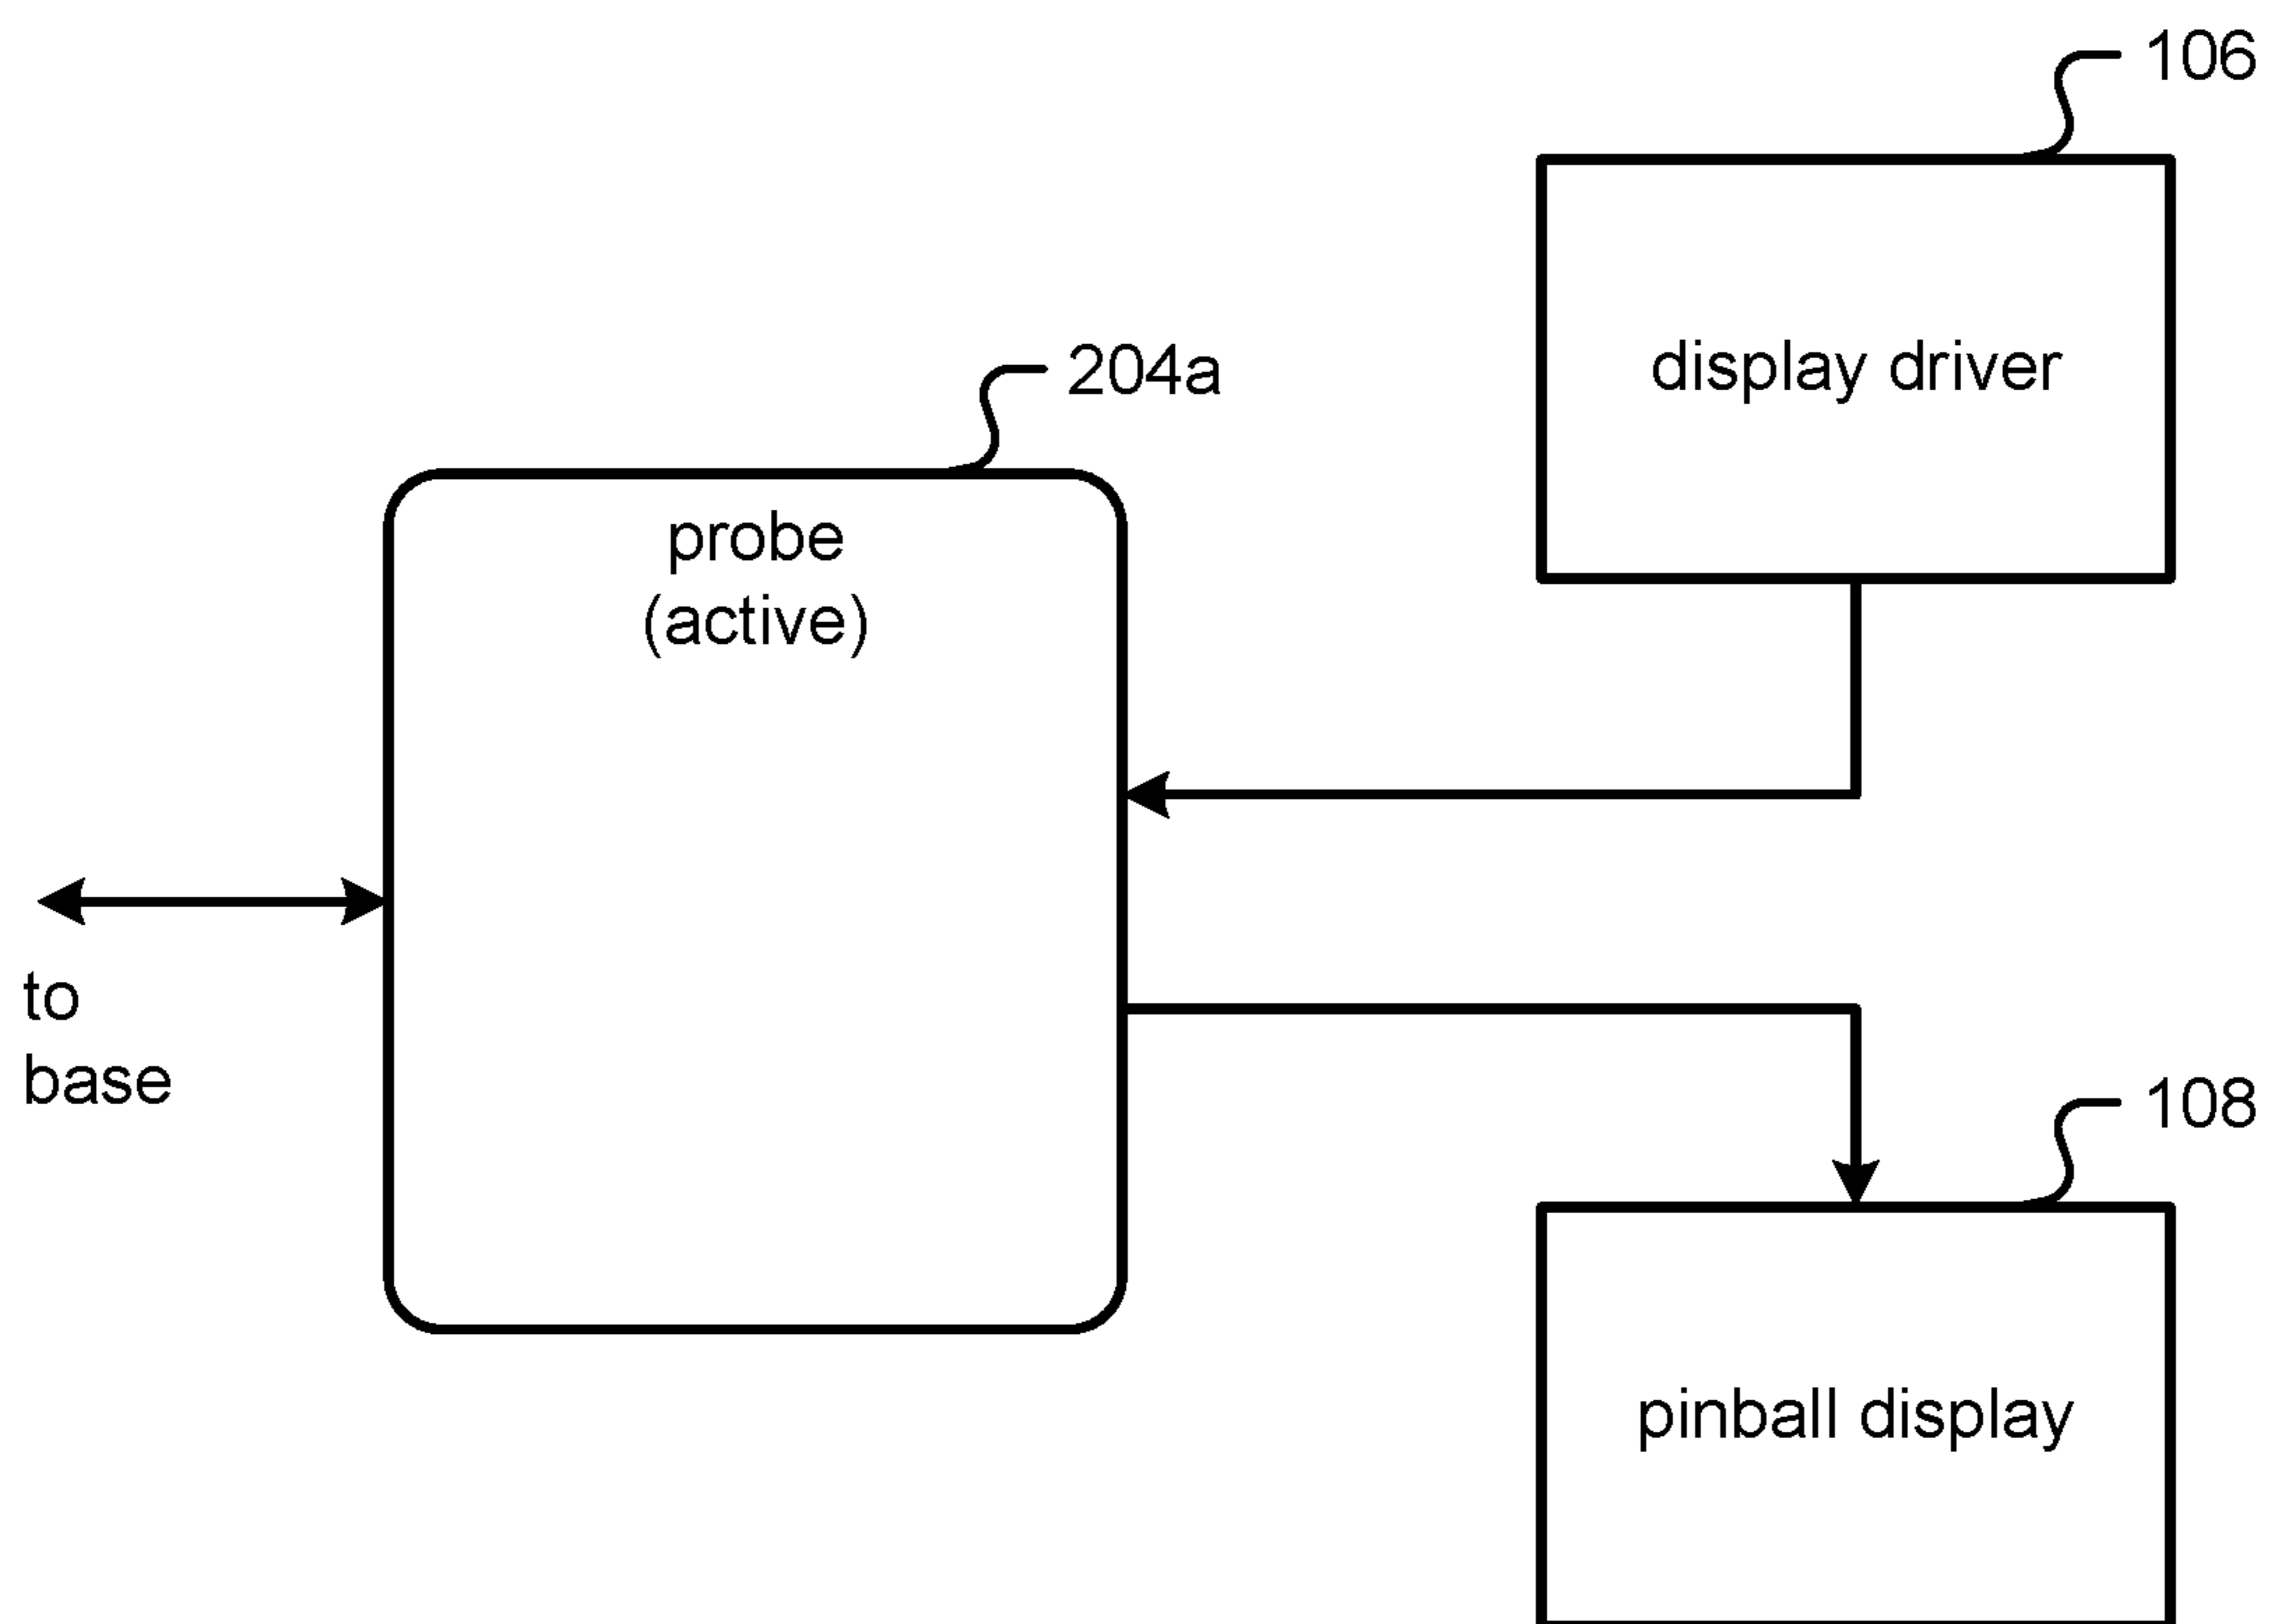 106
display driver
204a
probe
(active)
to
base
108
pinball display